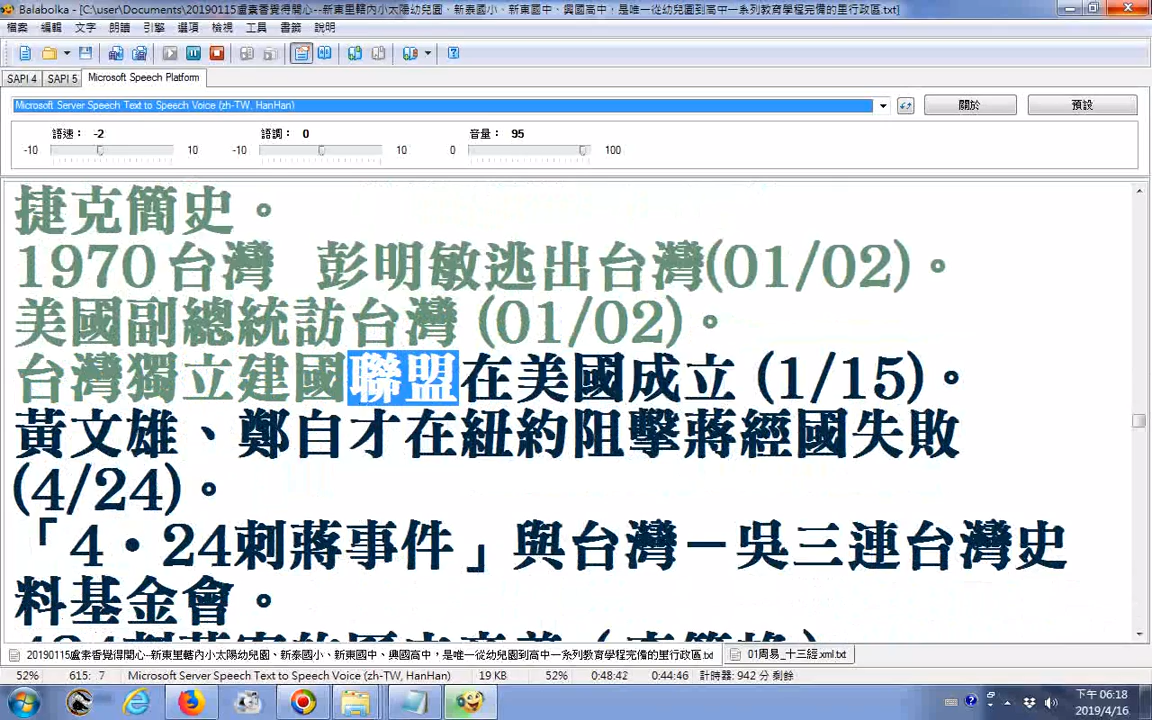 Balabolka - [C:\user\Documents\20190115盧素香覺得開心--新東里轄內小太陽幼兒園、新泰國小、新東國中、興國高中，是唯一從幼兒園到高中一系列教育學程完備的里行政區.txt]
檔案 編輯 文字 朗讀 引擎 選項 檢視 工具 書籤 說明
SAPI 4 SAPI 5 Microsoft Speech Platform
Microsoft Server Speech Text to Speech Voice (zh-TW, HanHan) 關於 預設
語速： -2 語調： 0 音量： 95
-10 10 -10 10 0 100
捷克簡史。
1970台灣 彭明敏逃出台灣(01/02)。
美國副總統訪台灣 (01/02)。
台灣獨立建國聯盟在美國成立 (1/15)。
黃文雄、鄭自才在紐約阻擊蔣經國失敗
(4/24)。
「4・24刺蔣事件」與台灣－吳三連台灣史
料基金會。
20190115盧素香覺得開心--新東里轄內小太陽幼兒園、新泰國小、新東國中、興國高中，是唯一從幼兒園到高中一系列教育學程完備的里行政區.txt 01周易_十三經.xml.txt
52% 615: 7 Microsoft Server Speech Text to Speech Voice (zh-TW, HanHan) 19 KB 52% 0:48:42 0:44:46 計時器: 942 分 剩餘
下午 06:18
2019/4/16